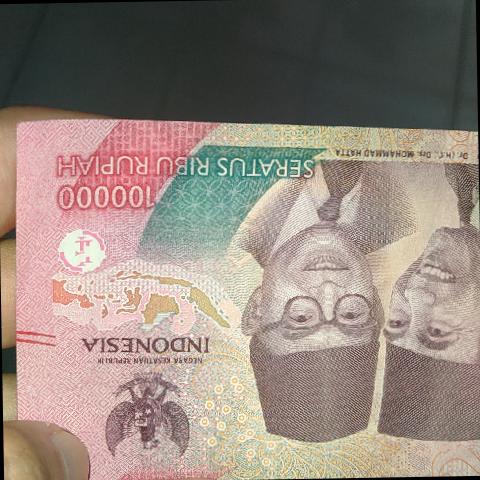 NEGARA KESATUAN REPUBLIK
INDONESIA
100000
SERATUS RIBU RUPIAH
Dr. (H.C.) Drs. MOHAMMAD HATTA